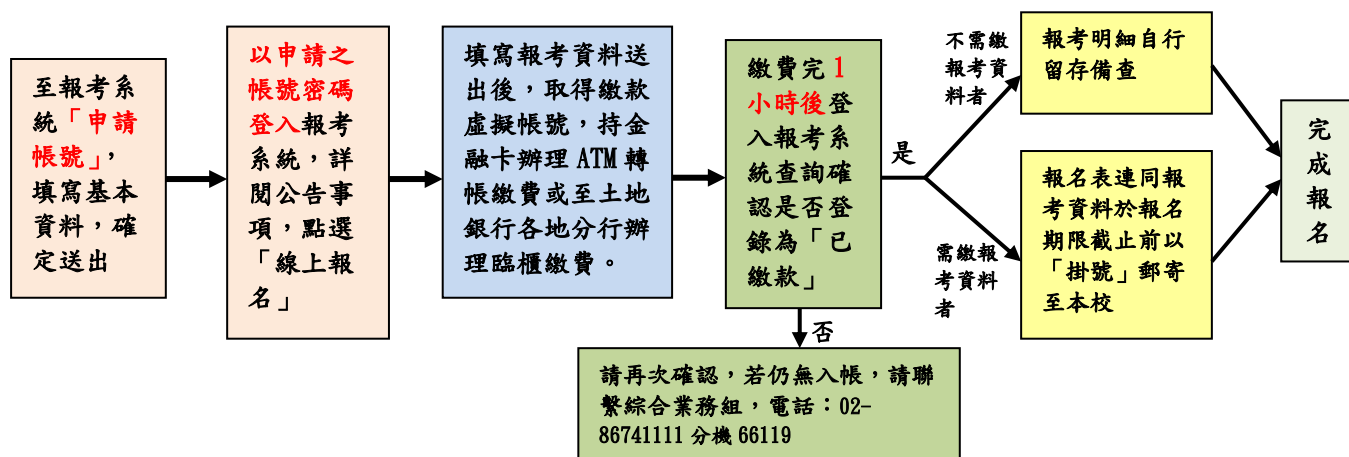 至報考系
統「申請
帳號」，
填寫基本
資料，確
定送出
以申請之
帳號密碼
登入報考
系統，詳
閱公告事
項，點選
「線上報
名」
填寫報考資料送
出後，取得繳款
虛擬帳號，持金
融卡辦理 ATM 轉
帳繳費或至土地
銀行各地分行辦
理臨櫃繳費。
繳費完 1
小時後登
入報考系
統查詢確
認是否登
錄為「已
繳款」
是
否
請再次確認，若仍無入帳，請聯
繫綜合業務組，電話：02-
86741111 分機 66119
不需繳
報考資
料者
報考明細自行
留存備查
需繳報
考資料
者
報名表連同報
考資料於報名
期限截止前以
「掛號」郵寄
至本校
完
成
報
名